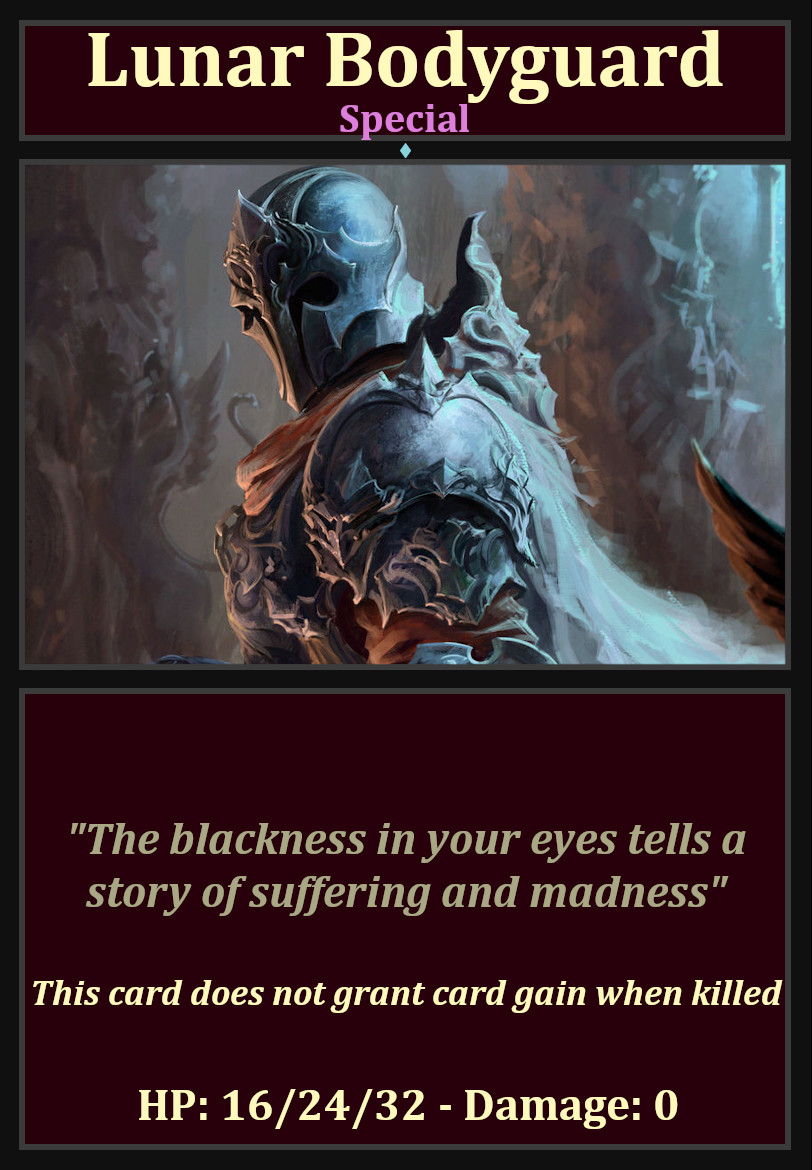 Lunar Bodyguard
Special
"The blackness in your eyes tells a
story of suffering and madness"
This card does not grant card gain when killed
HP: 16/24/32 - Damage: 0